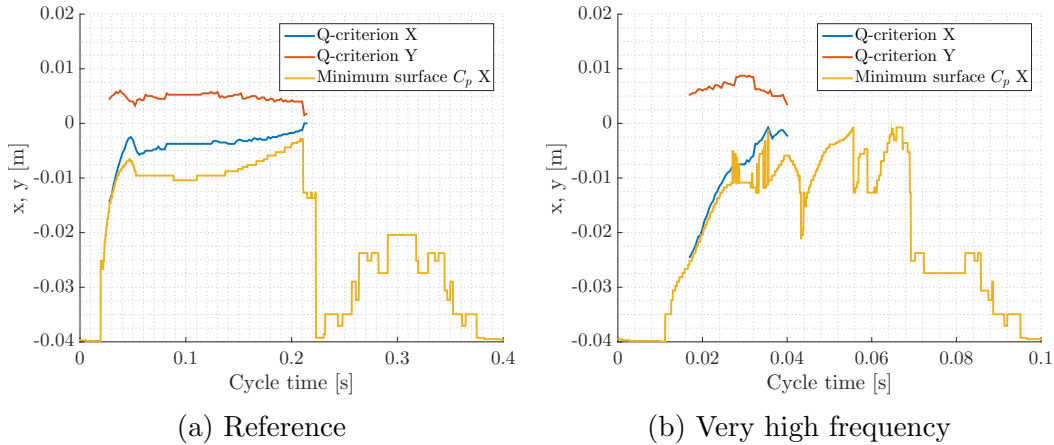 0.02
0.01
0
-0.01
-0.02
-0.03
-0.04
x, y [m]
0
0.1
0.2
0.3
0.4
Cycle time [s]
Q-criterion X
Q-criterion Y
Minimum surface Cp X
(a) Reference
0.02
0.01
0
-0.01
-0.02
-0.03
-0.04
x, y [m]
0
0.02
0.04
0.06
0.08
0.1
Cycle time [s]
Q-criterion X
Q-criterion Y
Minimum surface Cp X
(b) Very high frequency